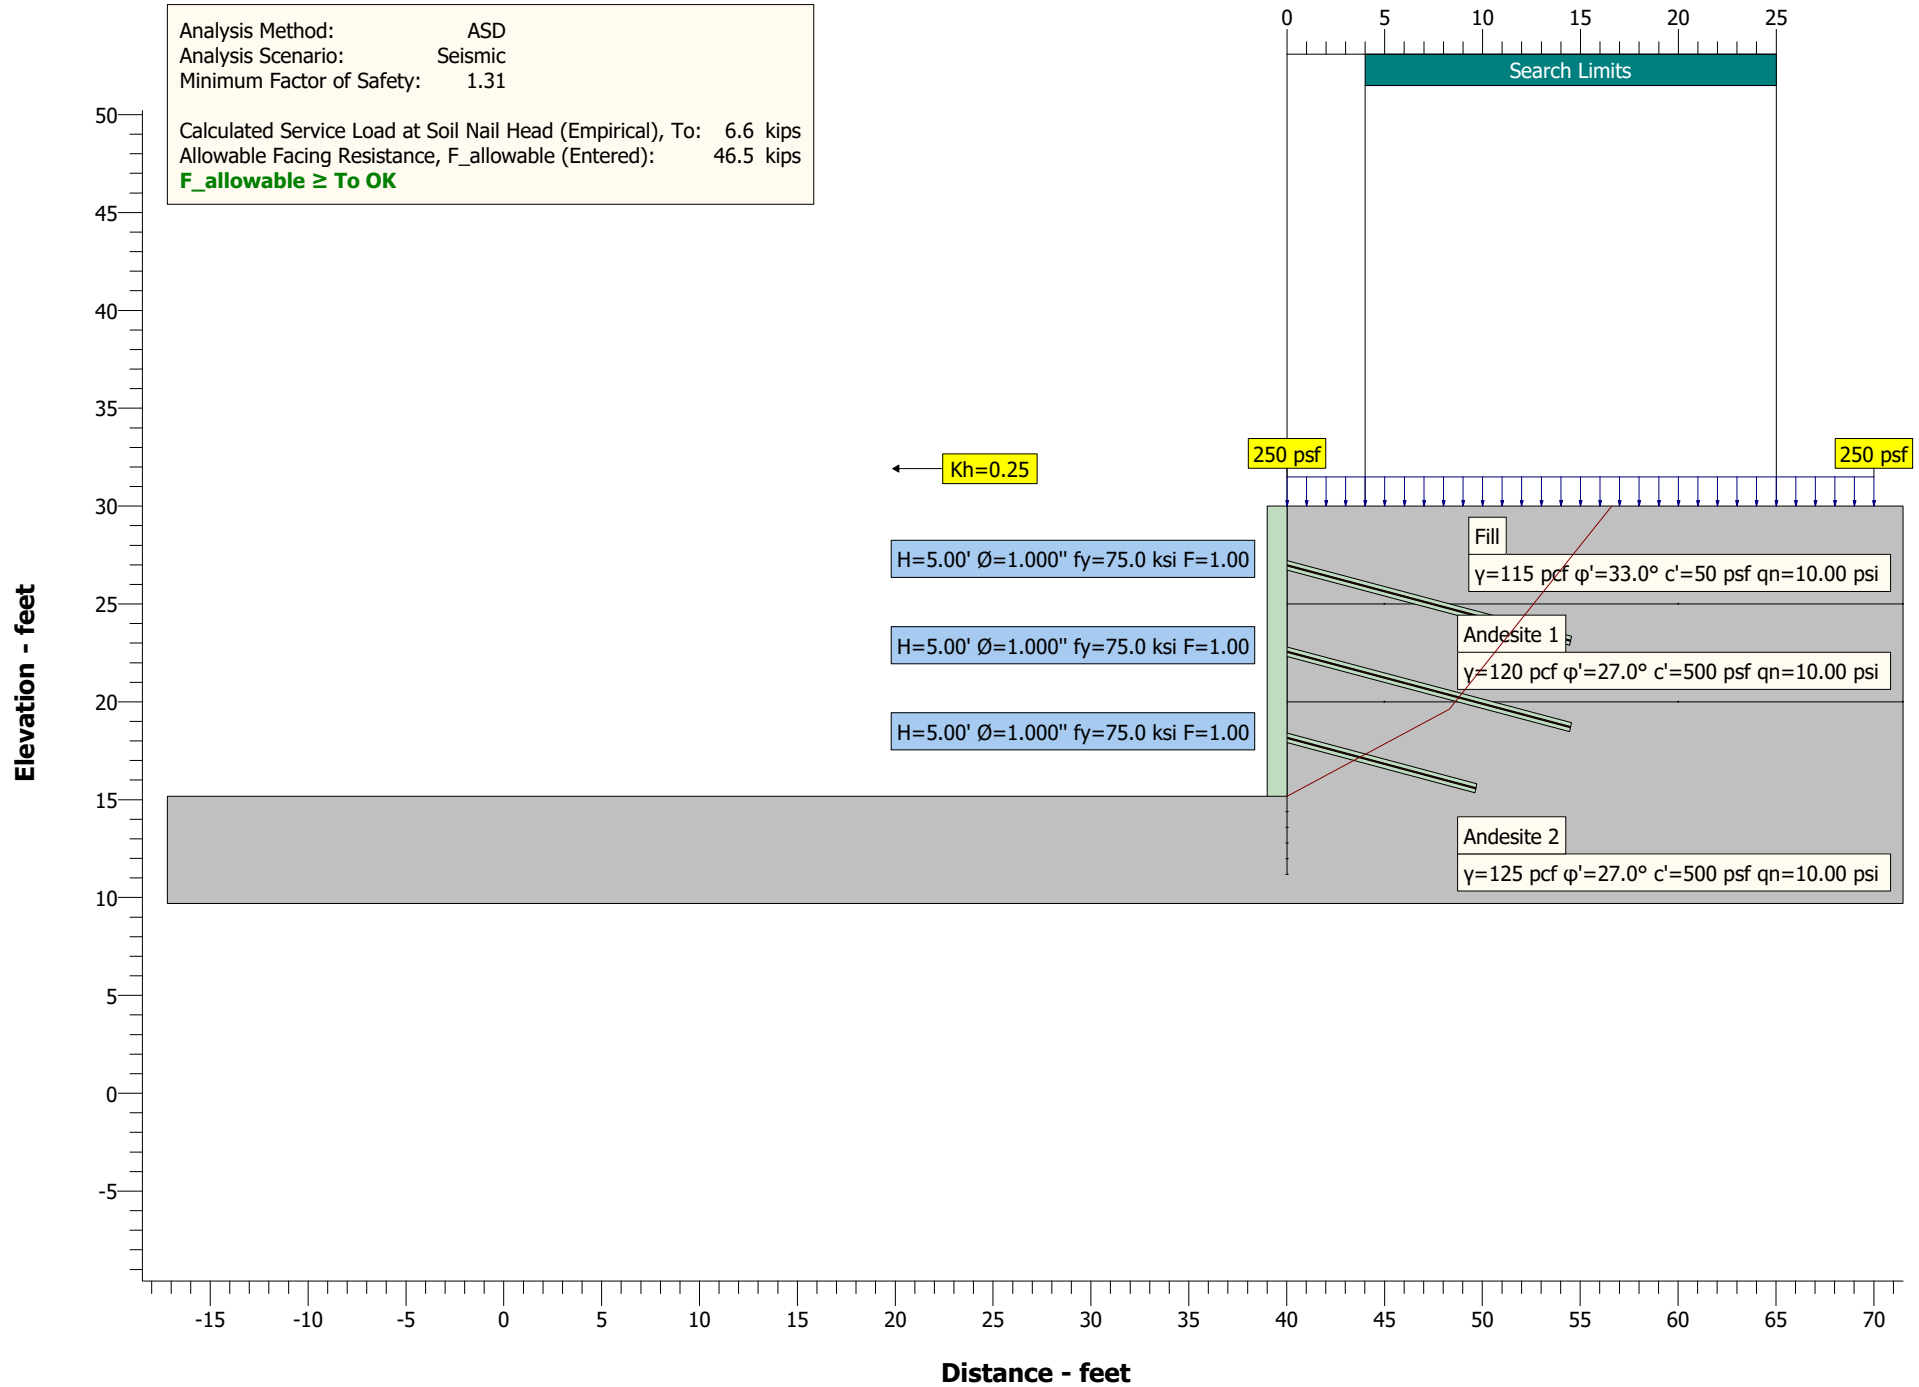 Analysis Method: ASD
Analysis Scenario: Seismic
Minimum Factor of Safety: 1.31
Calculated Service Load at Soil Nail Head (Empirical), To: 6.6 kips
Allowable Facing Resistance, F_allowable (Entered): 46.5 kips
F_allowable ≥ To OK
0 5 10 15 20 25
Search Limits
50
45
40
35
30
25
20
15
10
5
0
-5
Elevation - feet
Kh=0.25
250 psf
250 psf
H=5.00' Ø=1.000" fy=75.0 ksi F=1.00
H=5.00' Ø=1.000" fy=75.0 ksi F=1.00
H=5.00' Ø=1.000" fy=75.0 ksi F=1.00
Fill
γ=115 pcf φ'=33.0° c'=50 psf qn=10.00 psi
Andesite 1
γ=120 pcf φ'=27.0° c'=500 psf qn=10.00 psi
Andesite 2
γ=125 pcf φ'=27.0° c'=500 psf qn=10.00 psi
-15 -10 -5 0 5 10 15 20 25 30 35 40 45 50 55 60 65 70
Distance - feet